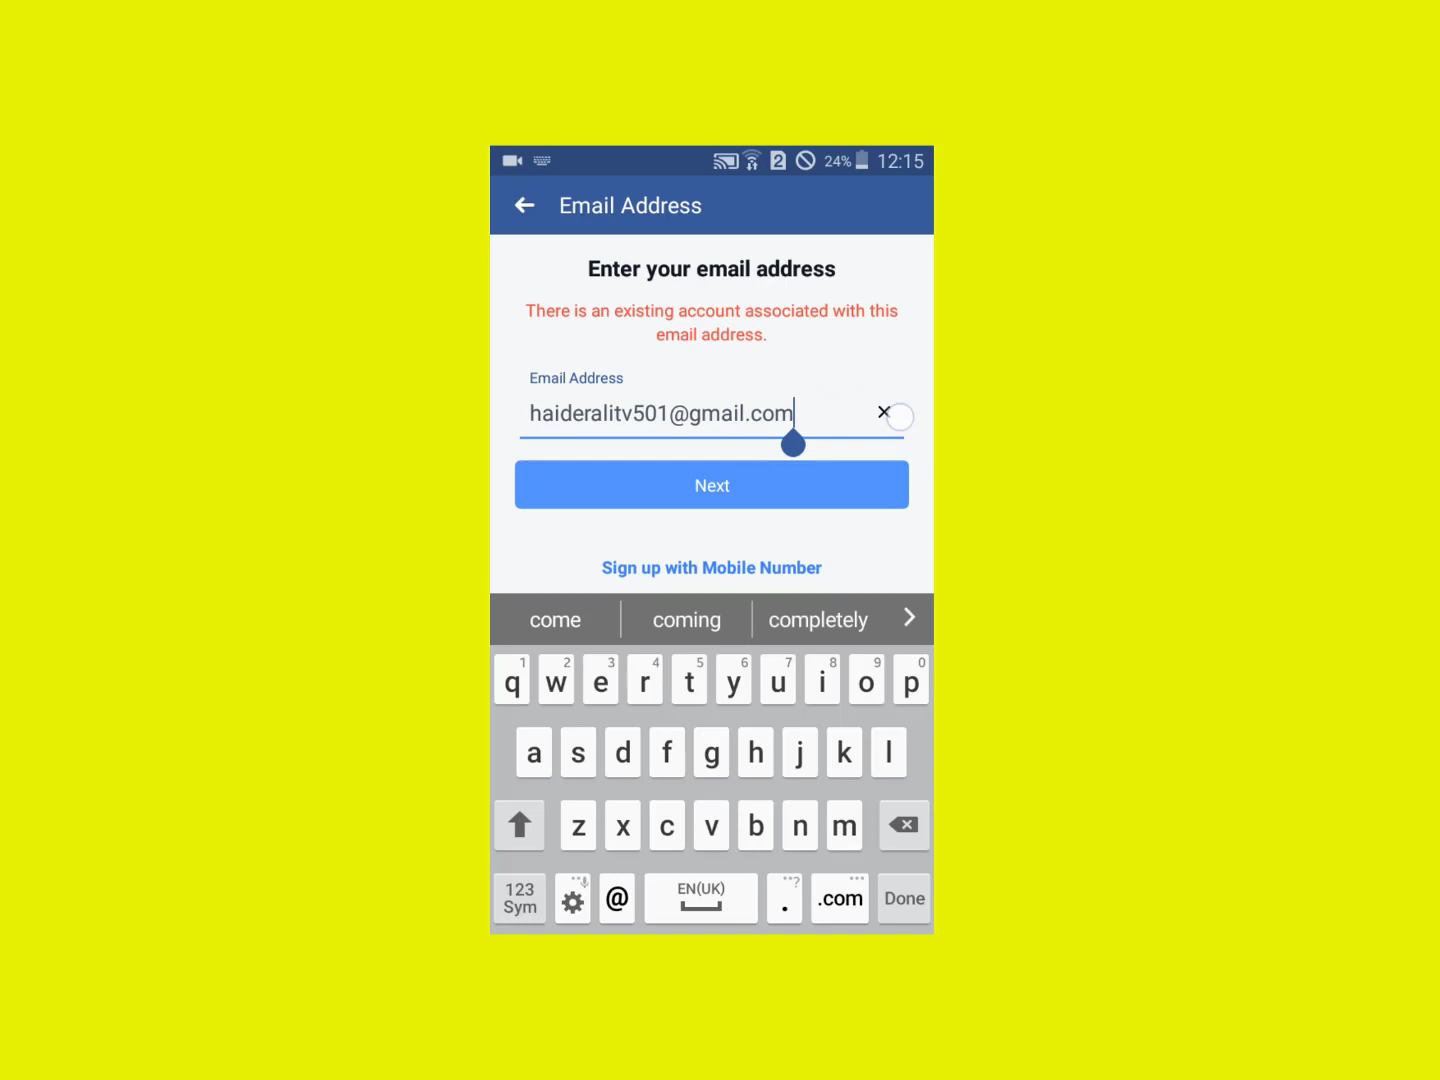 2 24% 12:15
Email Address
Enter your email address
There is an existing account associated with this
email address.
Email Address
haideralitv501@gmail.com
Next
Sign up with Mobile Number
come coming completely
1 2 3 4 5 6 7 8 9 0
q w e r t y u i o p
a s d f g h j k l
z x c v b n m
123 Sym @ EN(UK) . ? .com Done